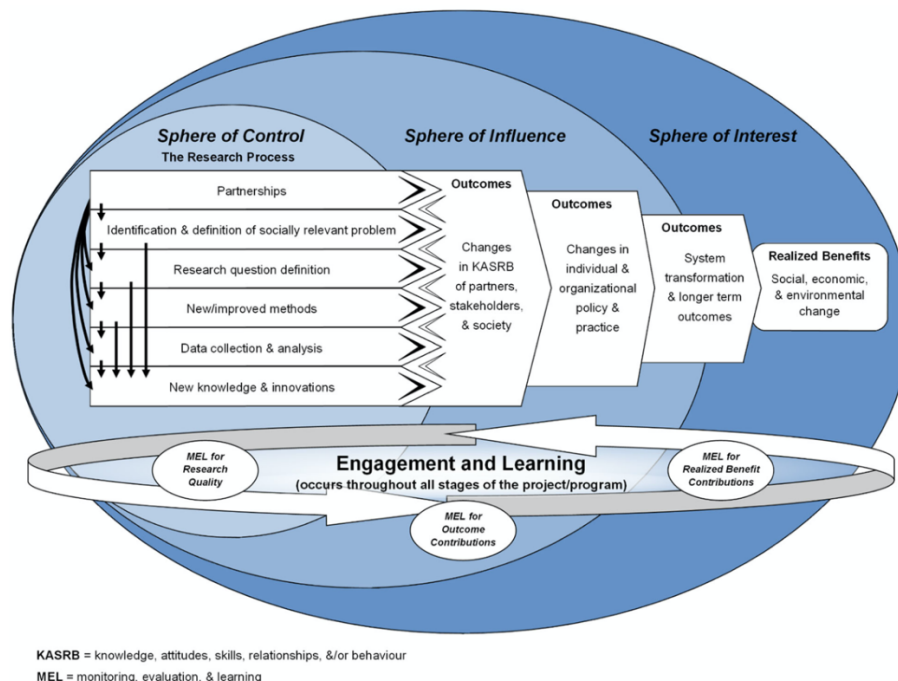 Sphere of Control
Sphere of Influence
Sphere of Interest
The Research Process
Partnerships
Identification & definition of socially relevant problem
Research question definition
New/improved methods
Data collection & analysis
New knowledge & innovations
Outcomes
Changes
in KASRB
of partners,
stakeholders,
& society
Outcomes
Changes in
individual &
organizational
policy &
practice
Outcomes
System
transformation
& longer term
outcomes
Realized Benefits
Social, economic,
& environmental
change
MEL for
Research
Quality
Engagement and Learning
(occurs throughout all stages of the project/program)
MEL for
Realized Benefit
Contributions
MEL for
Outcome
Contributions
KASRB = knowledge, attitudes, skills, relationships, &/or behaviour
MEL = monitoring, evaluation, & learning